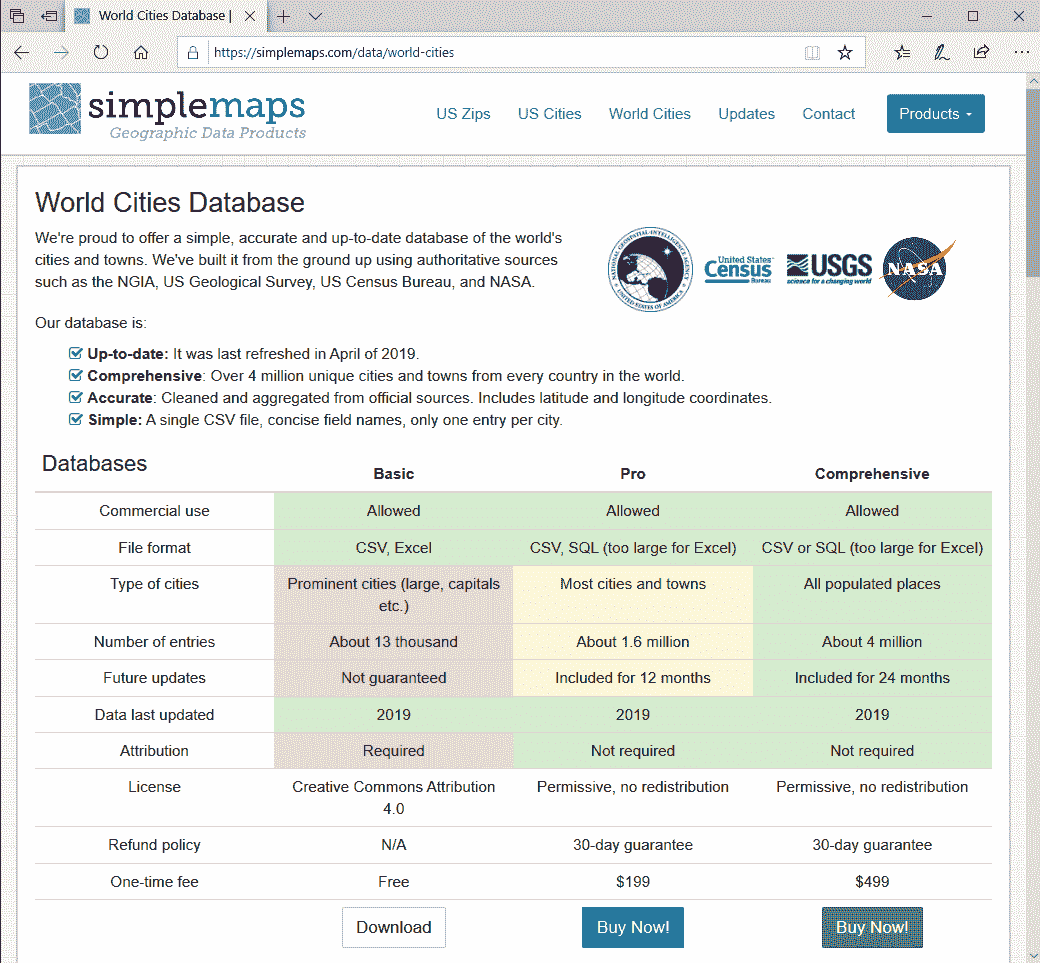 World Cities Database |
https://simplemaps.com/data/world-cities
simplemaps
Geographic Data Products
US Zips US Cities World Cities Updates Contact Products
World Cities Database
We're proud to offer a simple, accurate and up-to-date database of the world's
cities and towns. We've built it from the ground up using authoritative sources
such as the NGIA, US Geological Survey, US Census Bureau, and NASA.
NATIONAL GEOSPATIAL-INTELLIGENCE AGENCY
UNITED STATES OF AMERICA
United States
Census
Bureau
USGS
science for a changing world
NASA
Our database is:
Up-to-date: It was last refreshed in April of 2019.
Comprehensive: Over 4 million unique cities and towns from every country in the world.
Accurate: Cleaned and aggregated from official sources. Includes latitude and longitude coordinates.
Simple: A single CSV file, concise field names, only one entry per city.
Databases Basic Pro Comprehensive
Commercial use Allowed Allowed Allowed
File format CSV, Excel CSV, SQL (too large for Excel) CSV or SQL (too large for Excel)
Type of cities Prominent cities (large, capitals Most cities and towns All populated places
etc.)
Number of entries About 13 thousand About 1.6 million About 4 million
Future updates Not guaranteed Included for 12 months Included for 24 months
Data last updated 2019 2019 2019
Attribution Required Not required Not required
License Creative Commons Attribution Permissive, no redistribution Permissive, no redistribution
4.0
Refund policy N/A 30-day guarantee 30-day guarantee
One-time fee Free $199 $499
Download Buy Now! Buy Now!